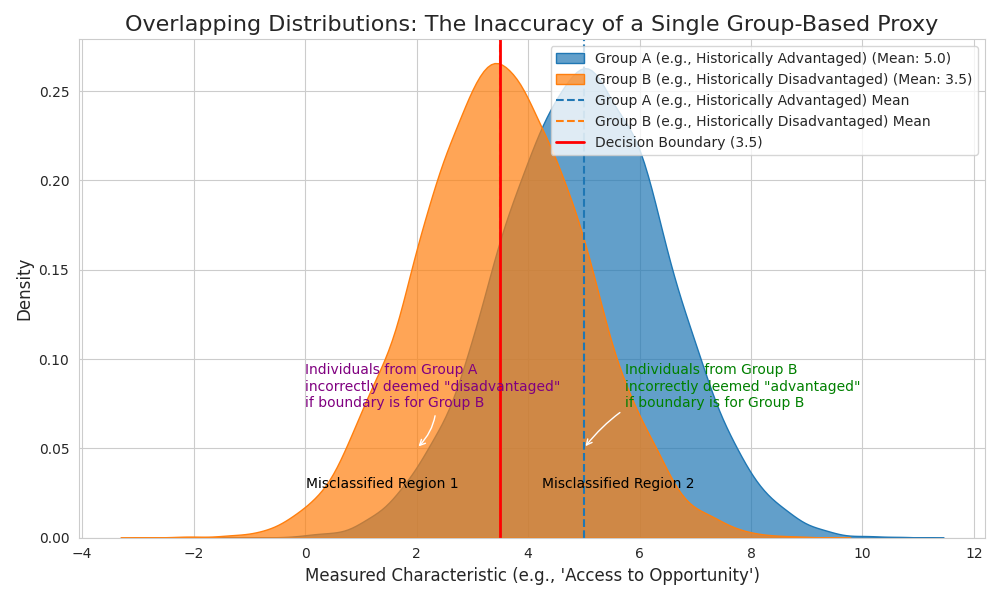 Overlapping Distributions: The Inaccuracy of a Single Group-Based Proxy
Group A (e.g., Historically Advantaged) (Mean: 5.0)
Group B (e.g., Historically Disadvantaged) (Mean: 3.5)
Group A (e.g., Historically Advantaged) Mean
Group B (e.g., Historically Disadvantaged) Mean
Decision Boundary (3.5)
Density
0.25
0.20
0.15
0.10
0.05
0.00
Individuals from Group A
incorrectly deemed "disadvantaged"
if boundary is for Group B
Individuals from Group B
incorrectly deemed "advantaged"
if boundary is for Group B
Misclassified Region 1
Misclassified Region 2
−4 −2 0 2 4 6 8 10 12
Measured Characteristic (e.g., 'Access to Opportunity')